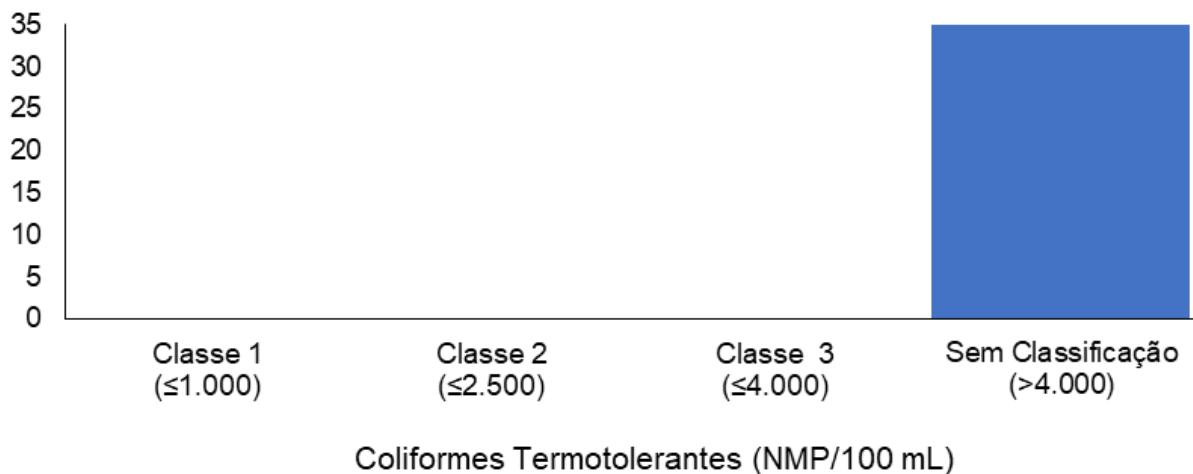 35
30
25
20
15
10
5
0
Classe 1
(≤1.000)
Classe 2
(≤2.500)
Classe 3
(≤4.000)
Sem Classificação
(>4.000)
Coliformes Termotolerantes (NMP/100 mL)